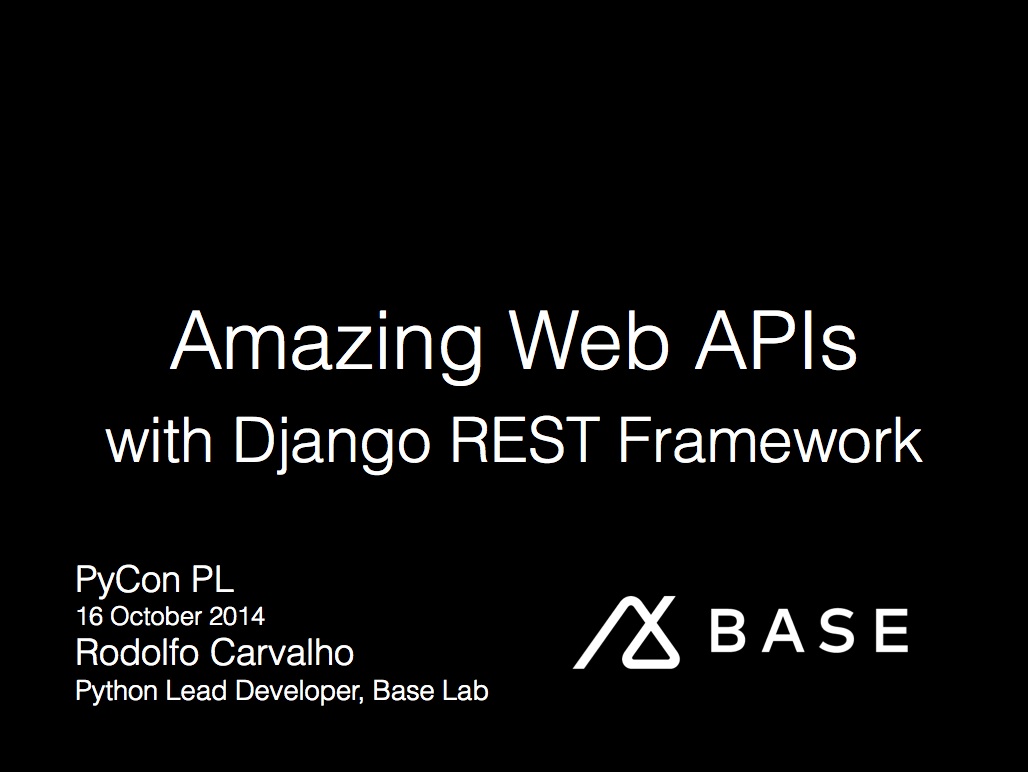 Amazing Web APIs
with Django REST Framework
PyCon PL
16 October 2014
Rodolfo Carvalho
Python Lead Developer, Base Lab
BASE